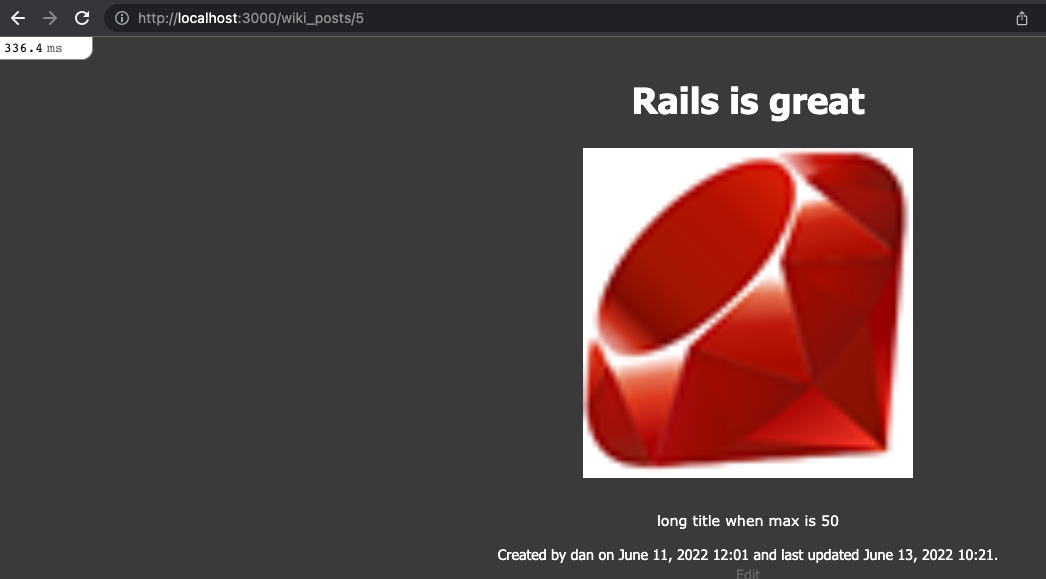 http://localhost:3000/wiki_posts/5
336.4 ms
Rails is great
long title when max is 50
Created by dan on June 11, 2022 12:01 and last updated June 13, 2022 10:21.
Edit